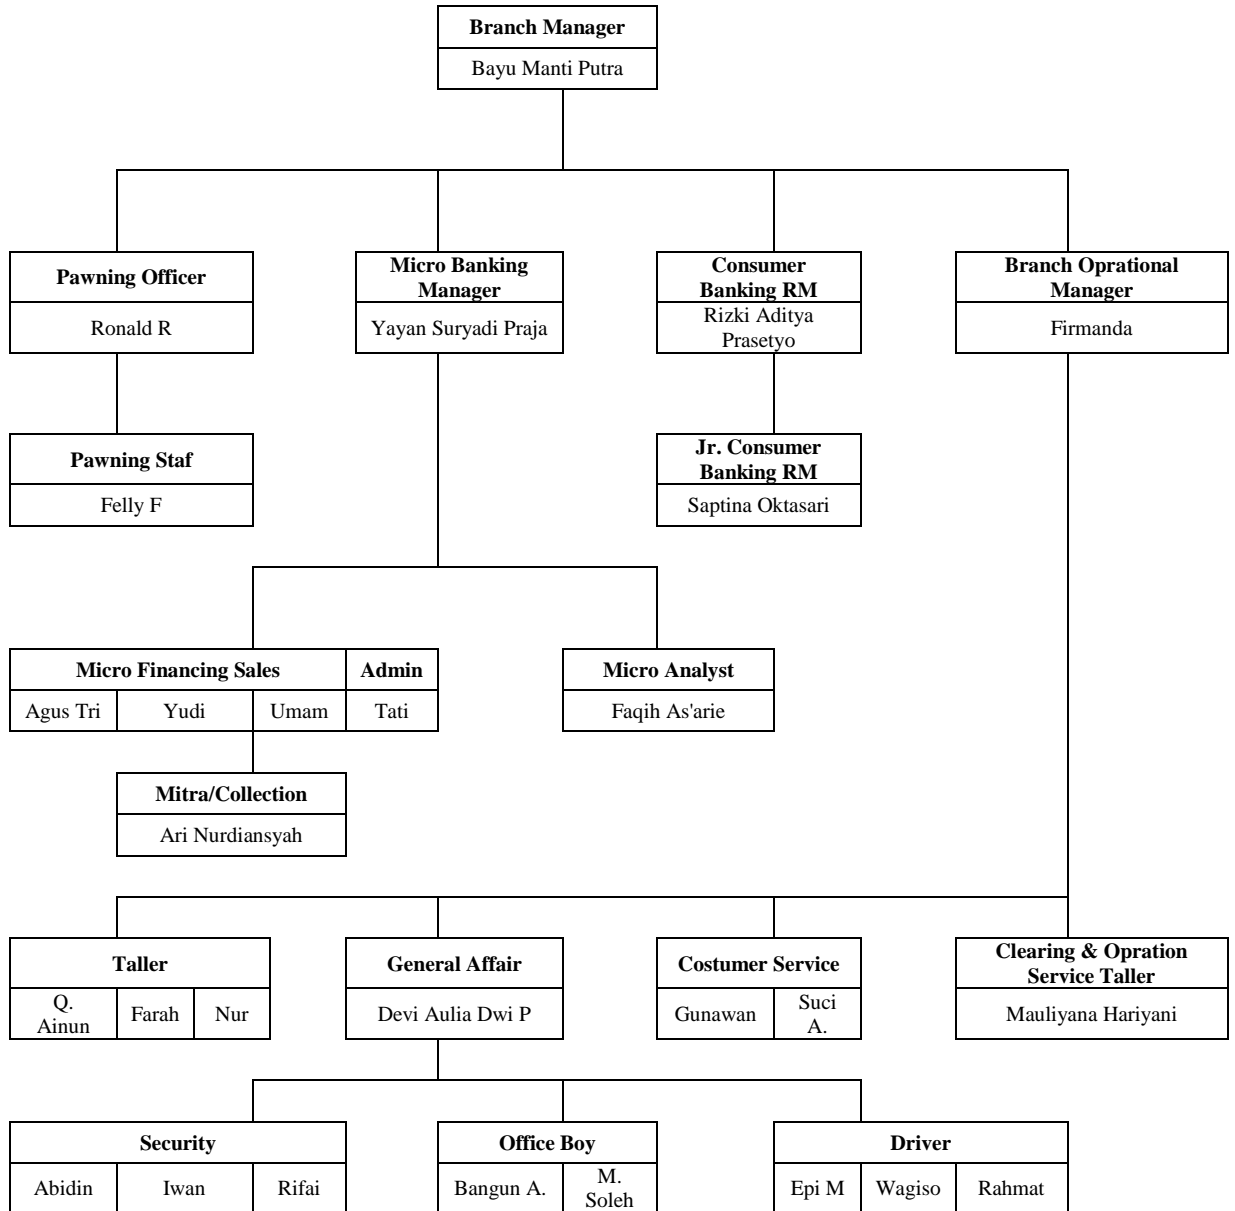 Branch Manager
Bayu Manti Putra
Pawning Officer
Ronald R
Micro Banking
Manager
Yayan Suryadi Praja
Consumer
Banking RM
Rizki Aditya
Prasetyo
Branch Oprational
Manager
Firmanda
Pawning Staf
Felly F
Jr. Consumer
Banking RM
Saptina Oktasari
Micro Financing Sales
Admin
Agus Tri
Yudi
Umam
Tati
Micro Analyst
Faqih As'arie
Mitra/Collection
Ari Nurdiansyah
Taller
Q.
Ainun
Farah
Nur
General Affair
Devi Aulia Dwi P
Costumer Service
Gunawan
Suci
A.
Clearing & Opration
Service Taller
Mauliyana Hariyani
Security
Abidin
Iwan
Rifai
Office Boy
Bangun A.
M.
Soleh
Driver
Epi M
Wagiso
Rahmat